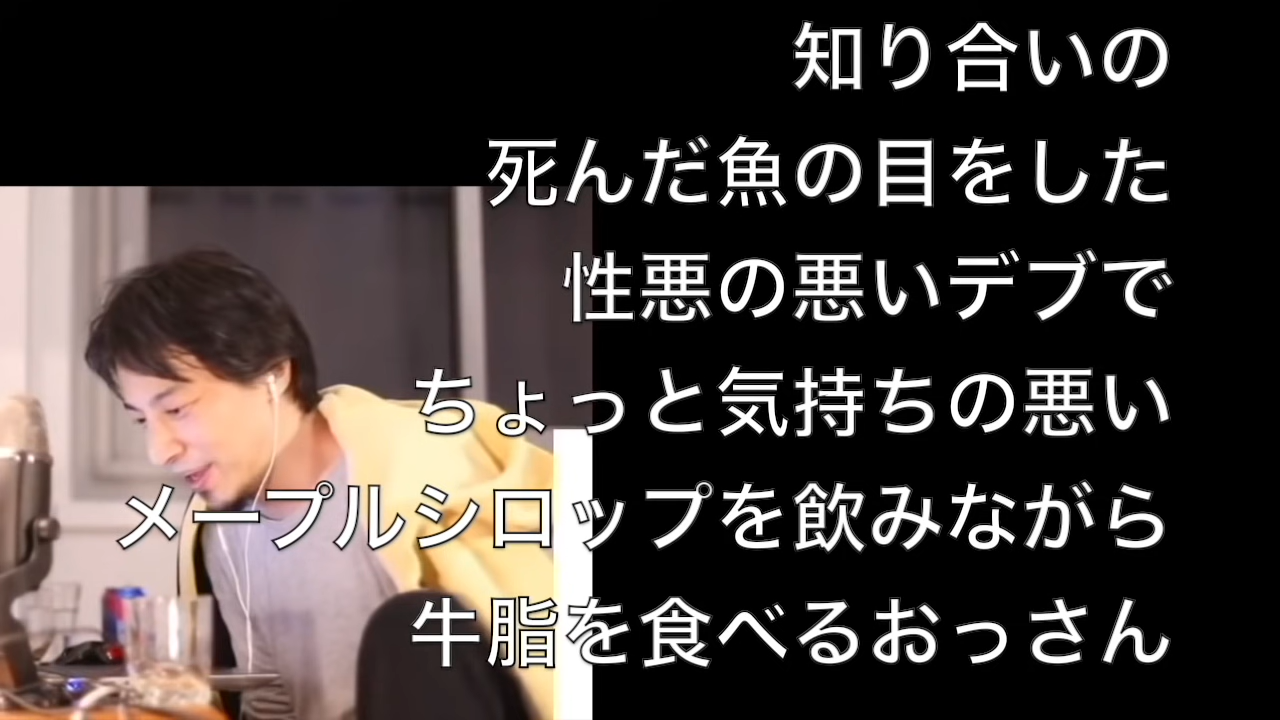 知り合いの
死んだ魚の目をした
性悪の悪いデブで
ちょっと気持ちの悪い
メープルシロップを飲みながら
牛脂を食べるおっさん